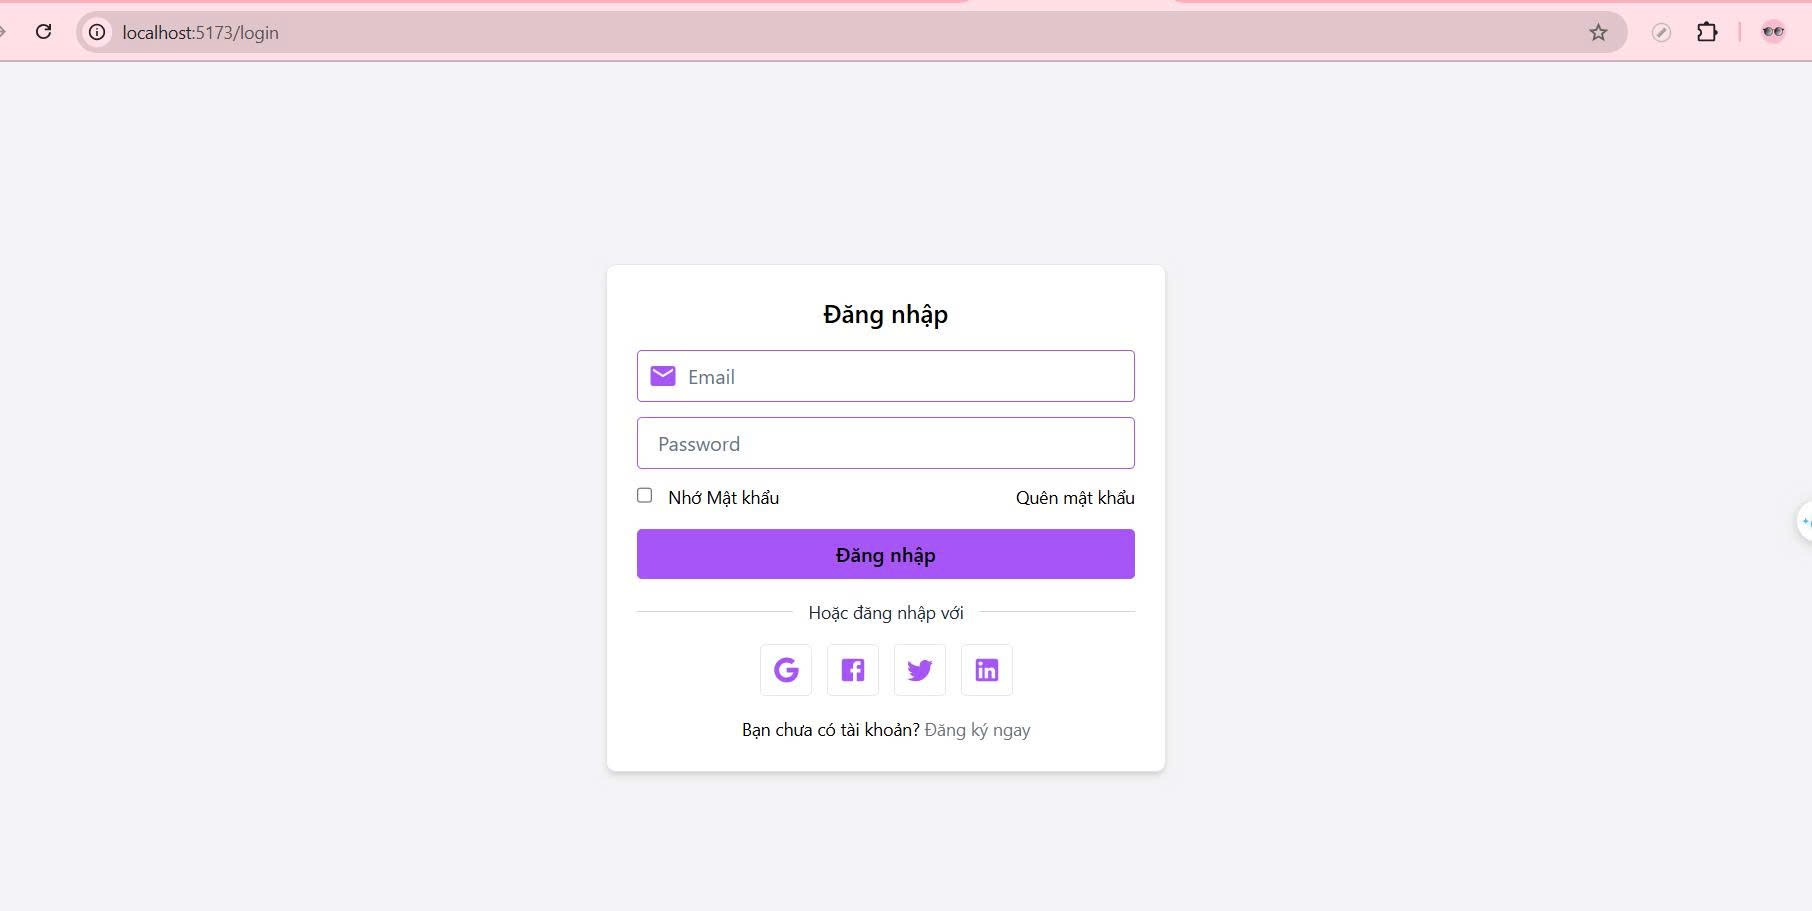 localhost:5173/login
Đăng nhập
Email
Password
Nhớ Mật khẩu
Quên mật khẩu
Đăng nhập
Hoặc đăng nhập với
Bạn chưa có tài khoản? Đăng ký ngay